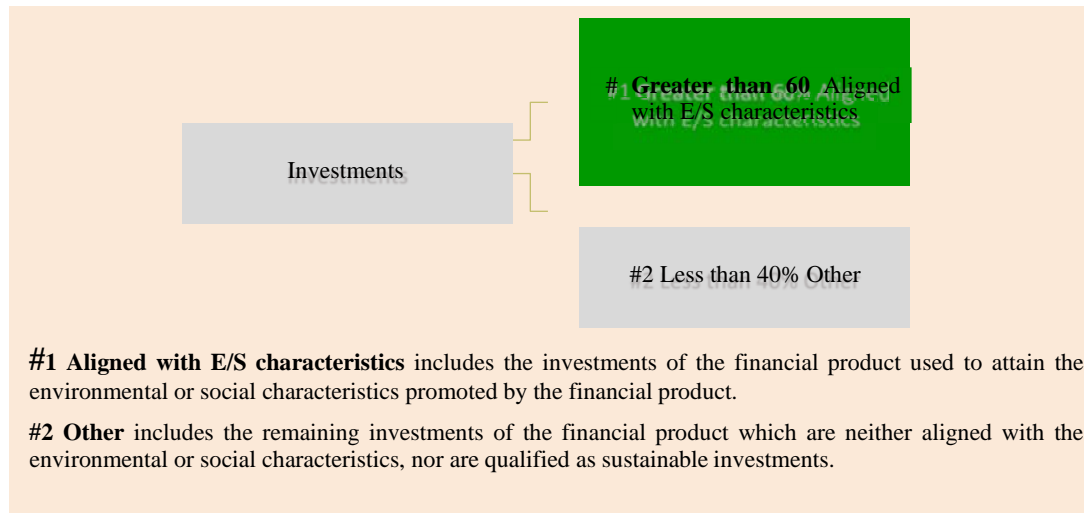 # Greater than 60 Aligned
with E/S characteristics
Investments
#2 Less than 40% Other
#1 Aligned with E/S characteristics includes the investments of the financial product used to attain the
environmental or social characteristics promoted by the financial product.
#2 Other includes the remaining investments of the financial product which are neither aligned with the
environmental or social characteristics, nor are qualified as sustainable investments.